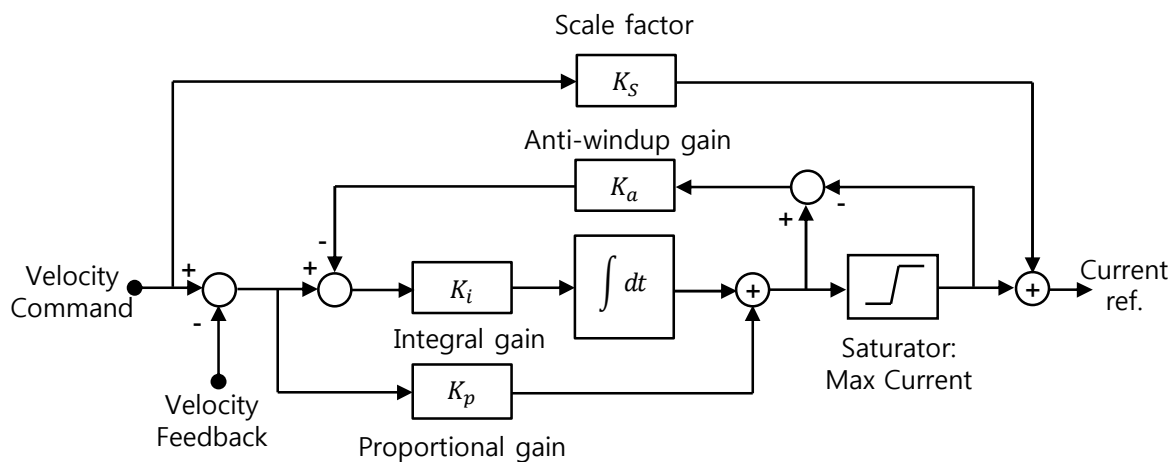 Scale factor
K_S
Anti-windup gain
K_a
+
-
-
+
+
-
Velocity
Command
K_i
∫ dt
+
Integral gain
K_p
Proportional gain
Velocity
Feedback
Saturator:
Max Current
+
Current
ref.